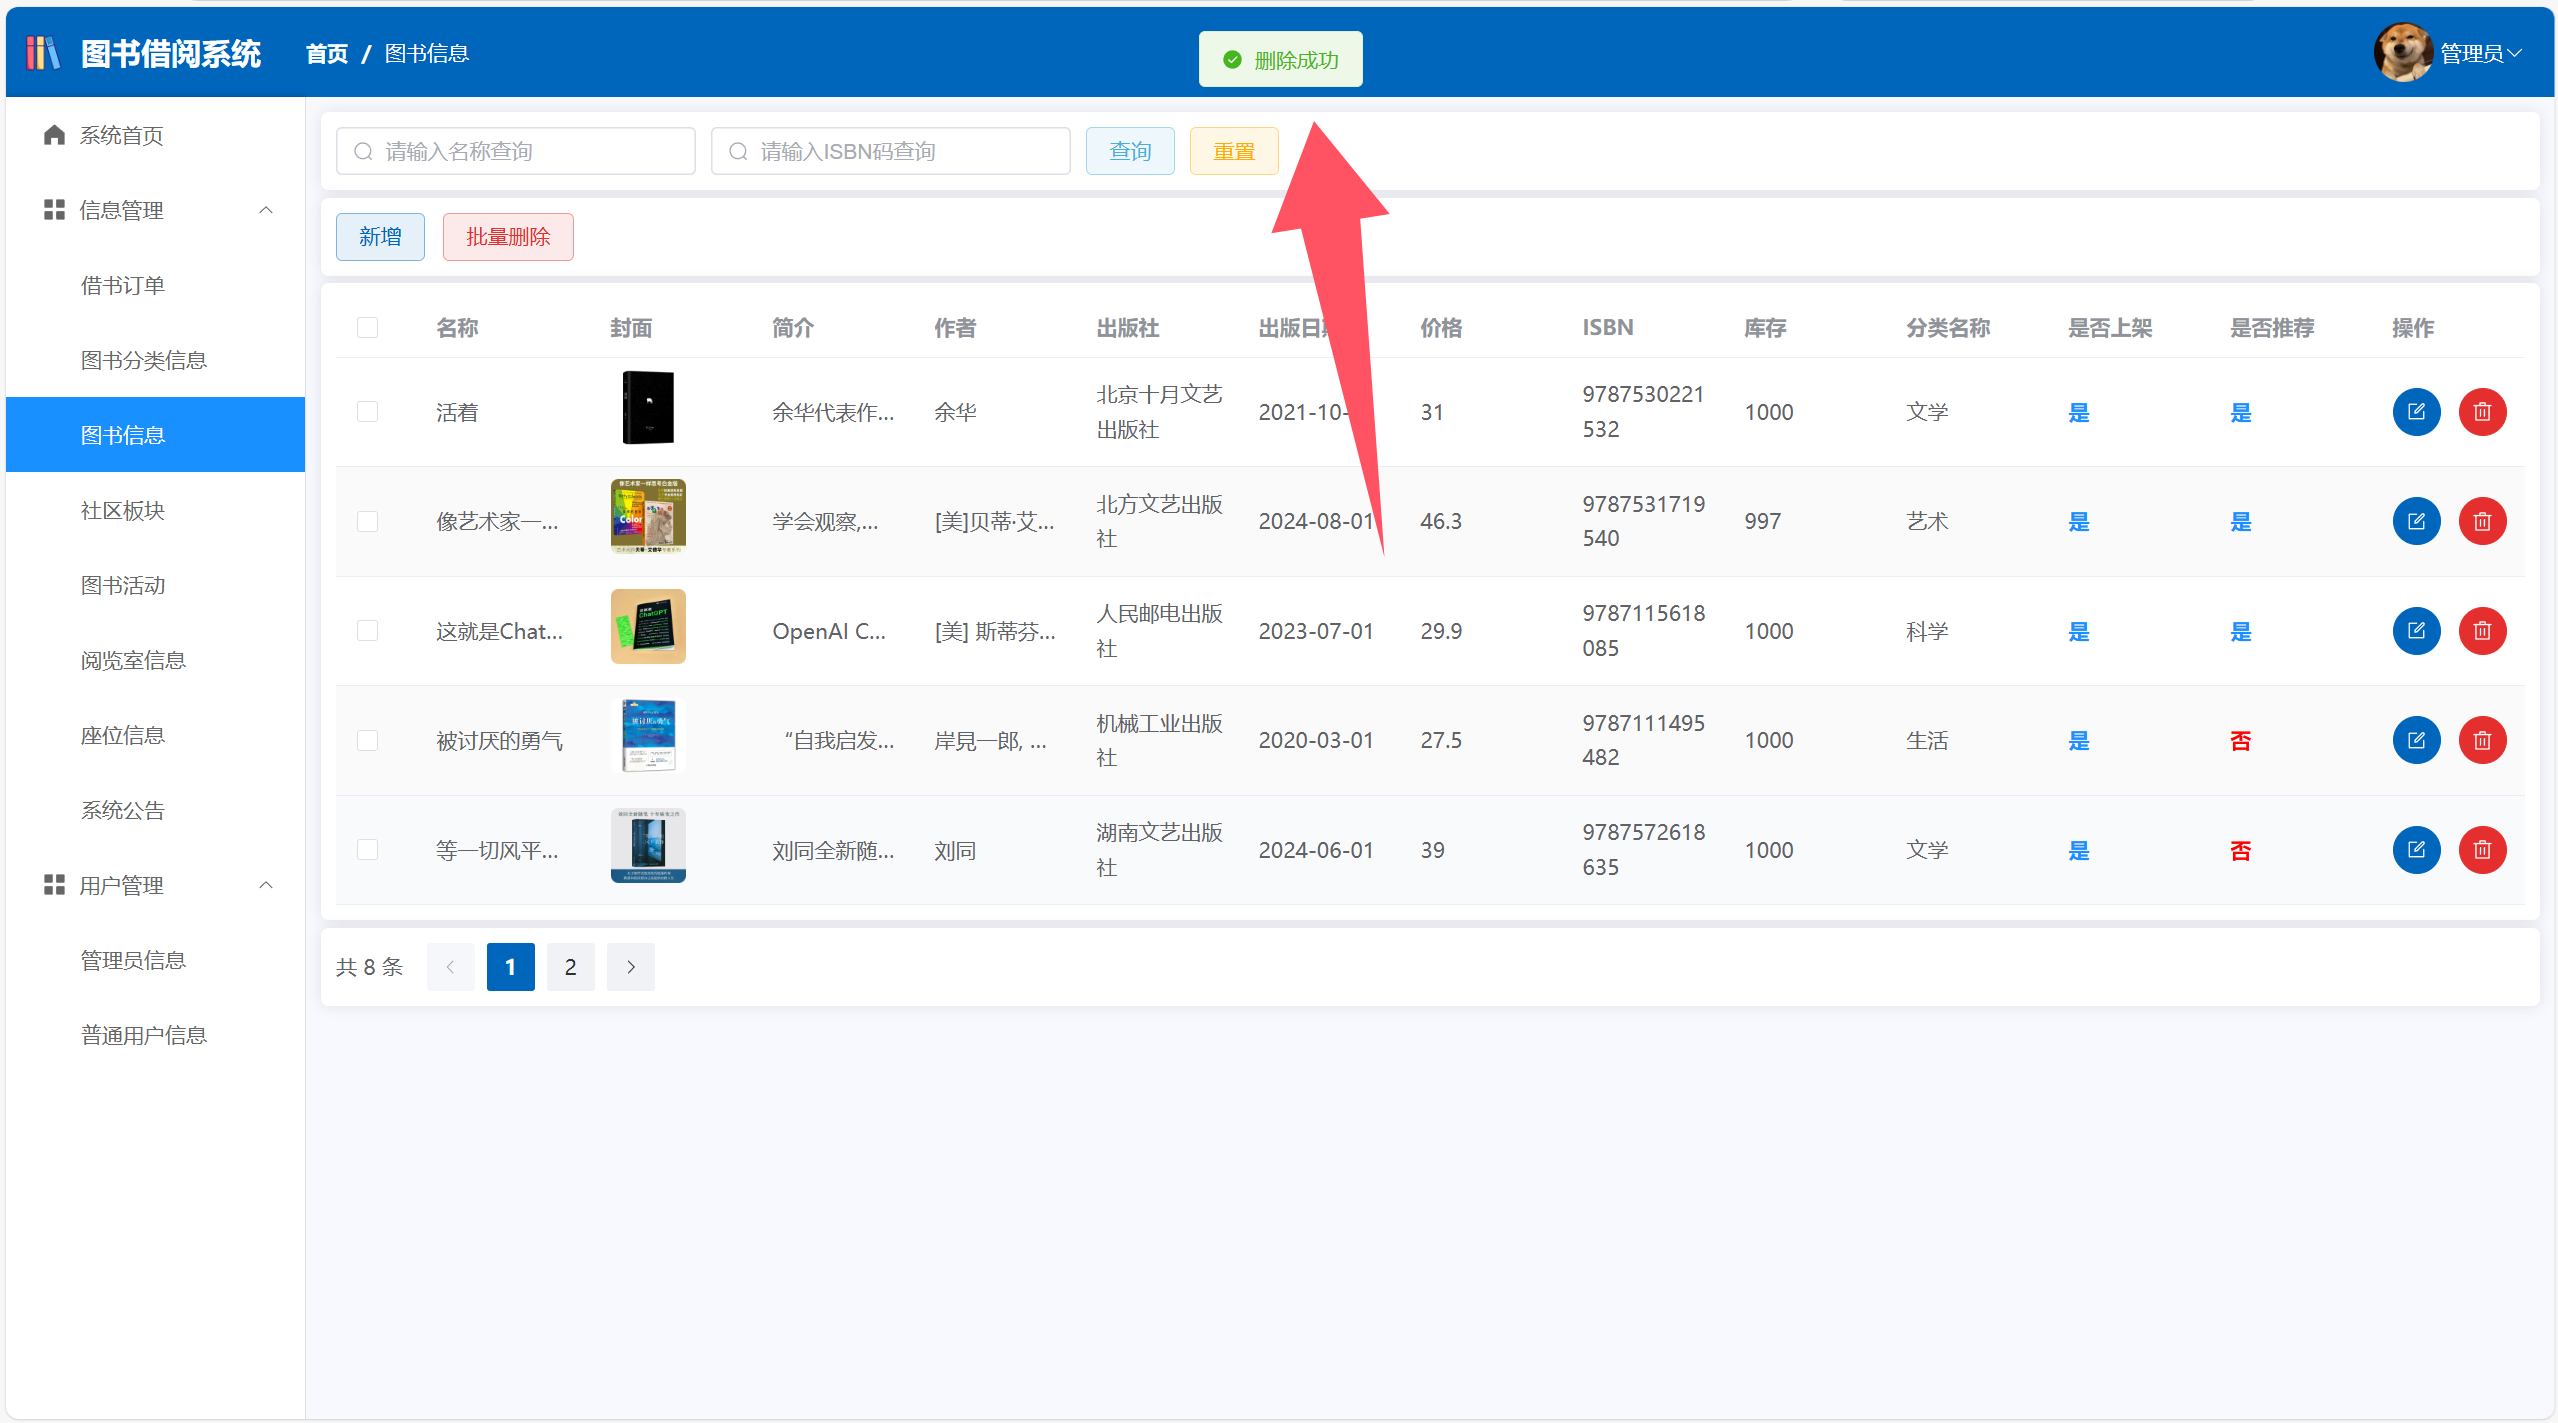 图书借阅系统
首页 / 图书信息
删除成功
管理员
系统首页
信息管理
借书订单
图书分类信息
图书信息
社区板块
图书活动
阅览室信息
座位信息
系统公告
用户管理
管理员信息
普通用户信息
请输入名称查询 请输入ISBN码查询 查询 重置
新增 批量删除
名称 封面 简介 作者 出版社 出版日 价格 ISBN 库存 分类名称 是否上架 是否推荐 操作
活着 余华代表作... 余华 北京十月文艺 2021-10- 31 9787530221 1000 文学 是 是
出版社 532
像艺术家一... 学会观察,... [美]贝蒂·艾... 北方文艺出版 2024-08-01 46.3 9787531719 997 艺术 是 是
社 540
Color
这就是Chat... OpenAI C... [美] 斯蒂芬... 人民邮电出版 2023-07-01 29.9 9787115618 1000 科学 是 是
社 085
ChatGPT
被讨厌的勇气 “自我启发... 岸見一郎, ... 机械工业出版 2020-03-01 27.5 9787111495 1000 生活 是 否
社 482
等一切风平... 刘同全新随... 刘同 湖南文艺出版 2024-06-01 39 9787572618 1000 文学 是 否
社 635
共 8 条 1 2